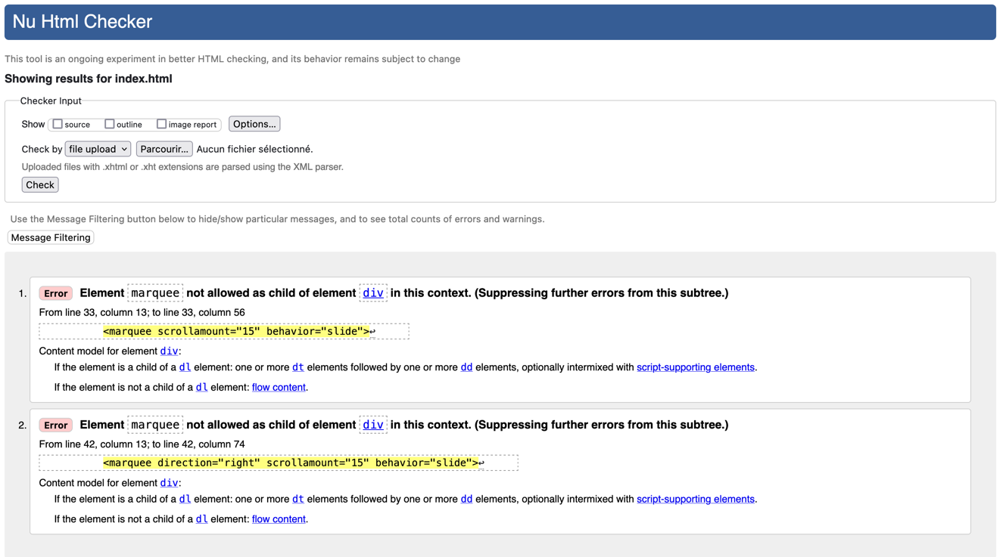 Nu Html Checker
This tool is an ongoing experiment in better HTML checking, and its behavior remains subject to change
Showing results for index.html
Checker Input
Show source outline image report Options...
Check by file upload Parcourir... Aucun fichier sélectionné.
Uploaded files with .xhtml or .xht extensions are parsed using the XML parser.
Check
Use the Message Filtering button below to hide/show particular messages, and to see total counts of errors and warnings.
Message Filtering
1. Error Element marquee not allowed as child of element div in this context. (Suppressing further errors from this subtree.)
From line 33, column 13; to line 33, column 56
<marquee scrollamount="15" behavior="slide">↩
Content model for element div:
If the element is a child of a dl element: one or more dt elements followed by one or more dd elements, optionally intermixed with script-supporting elements.
If the element is not a child of a dl element: flow content.
2. Error Element marquee not allowed as child of element div in this context. (Suppressing further errors from this subtree.)
From line 42, column 13; to line 42, column 74
<marquee direction="right" scrollamount="15" behavior="slide">↩
Content model for element div:
If the element is a child of a dl element: one or more dt elements followed by one or more dd elements, optionally intermixed with script-supporting elements.
If the element is not a child of a dl element: flow content.